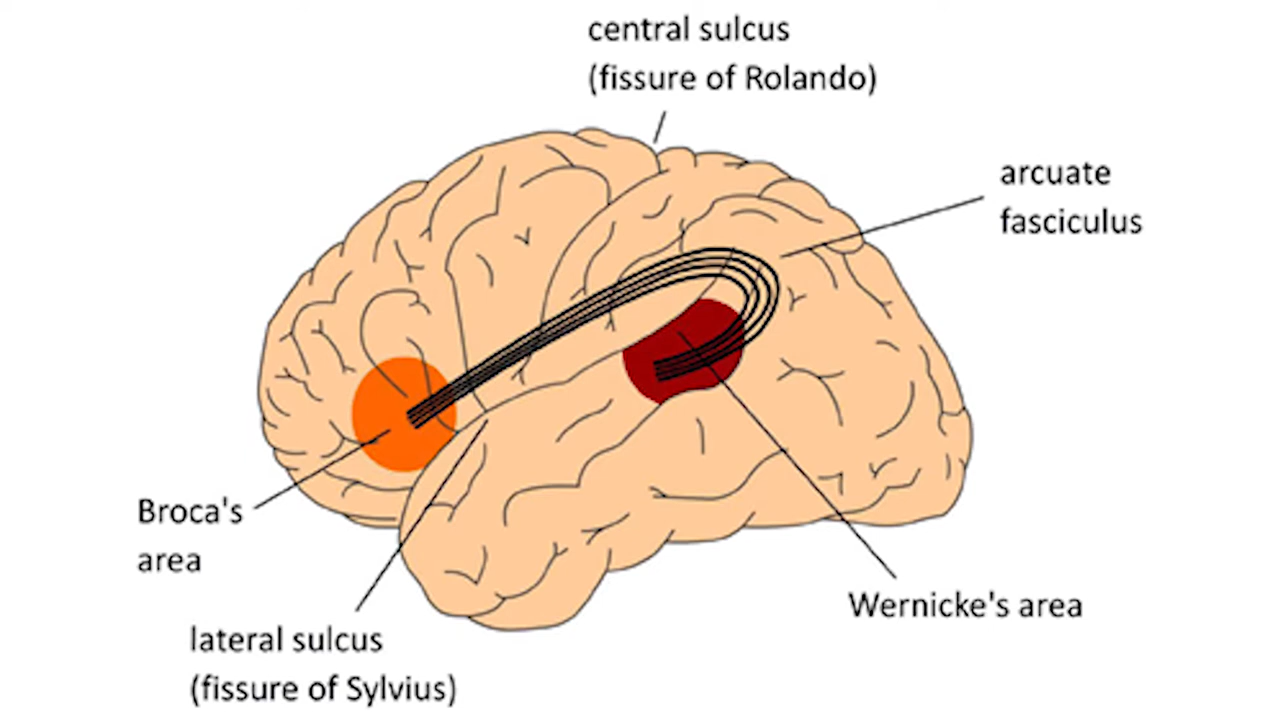 central sulcus
(fissure of Rolando)
arcuate
fasciculus
Broca's
area
Wernicke's area
lateral sulcus
(fissure of Sylvius)